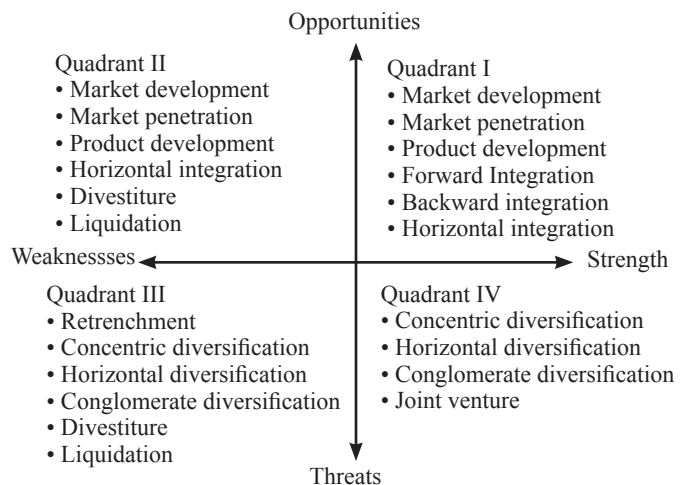 Opportunities
Quadrant II
• Market development
• Market penetration
• Product development
• Horizontal integration
• Divestiture
• Liquidation
Quadrant I
• Market development
• Market penetration
• Product development
• Forward Integration
• Backward integration
• Horizontal integration
Weaknessses
Strength
Quadrant III
• Retrenchment
• Concentric diversification
• Horizontal diversification
• Conglomerate diversification
• Divestiture
• Liquidation
Quadrant IV
• Concentric diversification
• Horizontal diversification
• Conglomerate diversification
• Joint venture
Threats